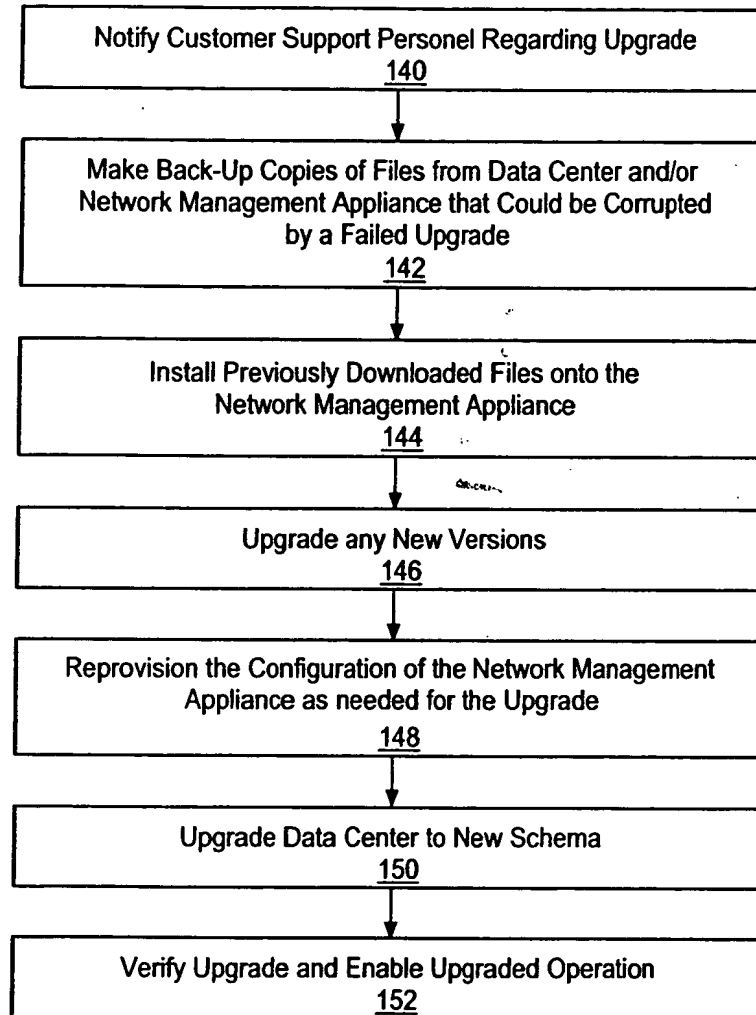 Notify Customer Support Personel Regarding Upgrade
140
Make Back-Up Copies of Files from Data Center and/or
Network Management Appliance that Could be Corrupted
by a Failed Upgrade
142
Install Previously Downloaded Files onto the
Network Management Appliance
144
Upgrade any New Versions
146
Reprovision the Configuration of the Network Management
Appliance as needed for the Upgrade
148
Upgrade Data Center to New Schema
150
Verify Upgrade and Enable Upgraded Operation
152